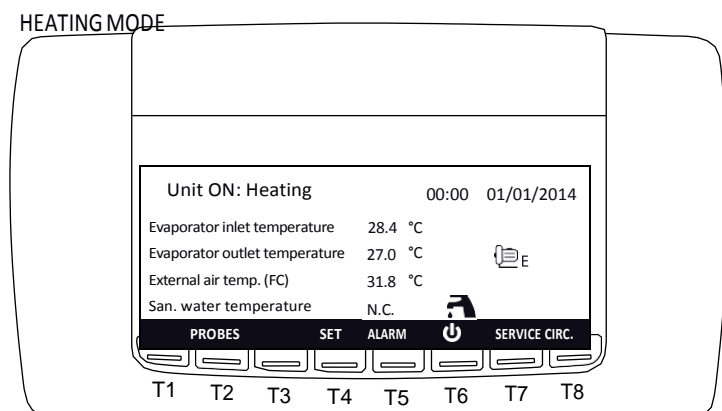 HEATING MODE
Unit ON: Heating 00:00 01/01/2014
Evaporator inlet temperature 28.4 °C
Evaporator outlet temperature 27.0 °C
E
External air temp. (FC) 31.8 °C
San. water temperature N.C.
PROBES SET ALARM SERVICE CIRC.
T1 T2 T3 T4 T5 T6 T7 T8